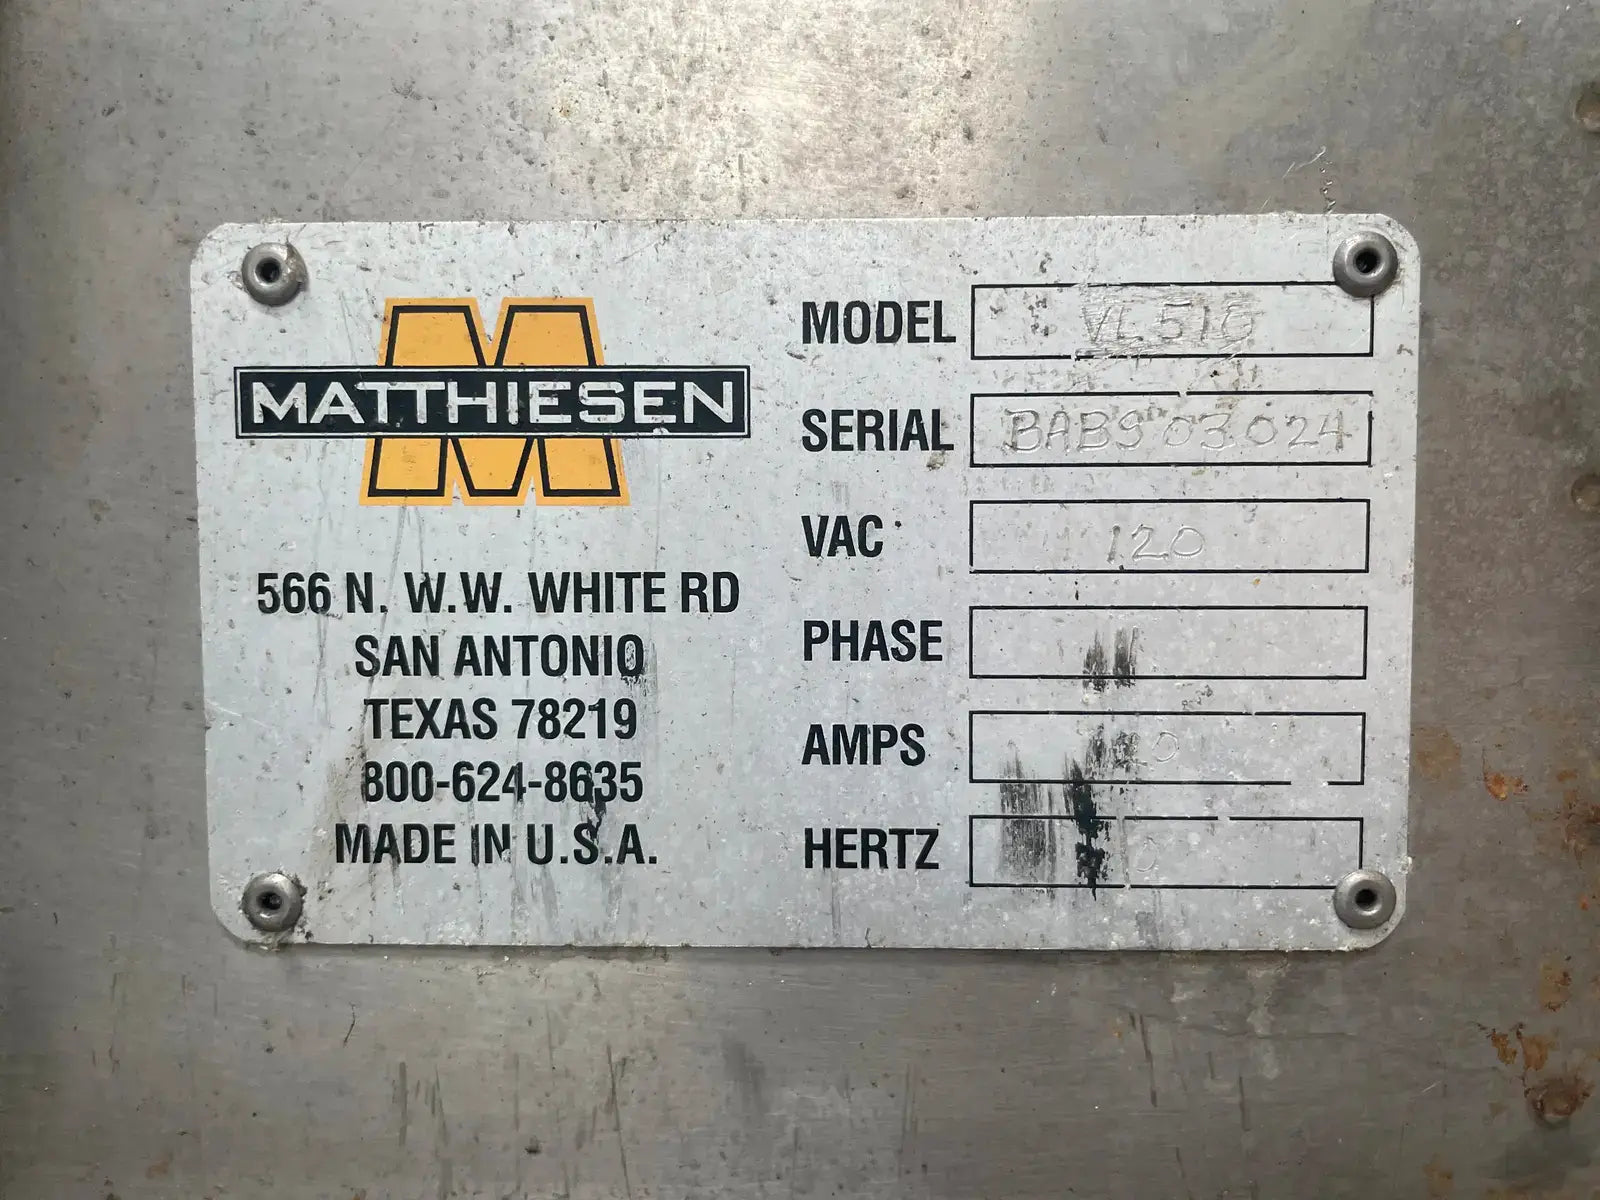 MATTHIESEN
566 N. W.W. WHITE RD
SAN ANTONIO
TEXAS 78219
800-624-8635
MADE IN U.S.A.
MODEL VL510
SERIAL BABS03024
VAC 120
PHASE
AMPS
HERTZ